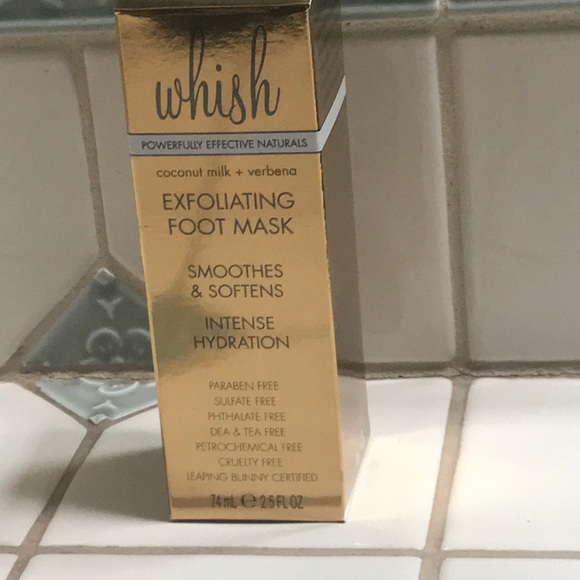 whish
POWERFULLY EFFECTIVE NATURALS
coconut milk + verbena
EXFOLIATING
FOOT MASK
SMOOTHES
& SOFTENS
INTENSE
HYDRATION
PARABEN FREE
SULFATE FREE
PHTHALATE FREE
DEA & TEA FREE
PETROCHEMICAL FREE
CRUELTY FREE
LEAPING BUNNY CERTIFIED
74 mL ℮ 2.5 FL OZ